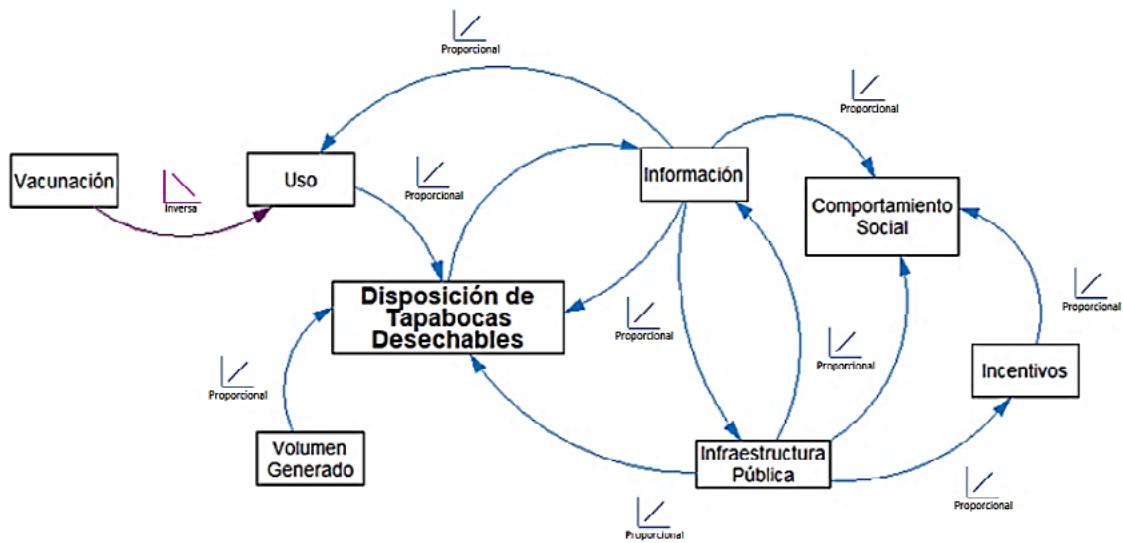 Proporcional
Proporcional
Vacunación
Inversa
Uso
Proporcional
Información
Comportamiento
Social
Disposición de
Tapabocas
Desechables
Proporcional
Proporcional
Proporcional
Incentivos
Proporcional
Volumen
Generado
Infraestructura
Pública
Proporcional
Proporcional